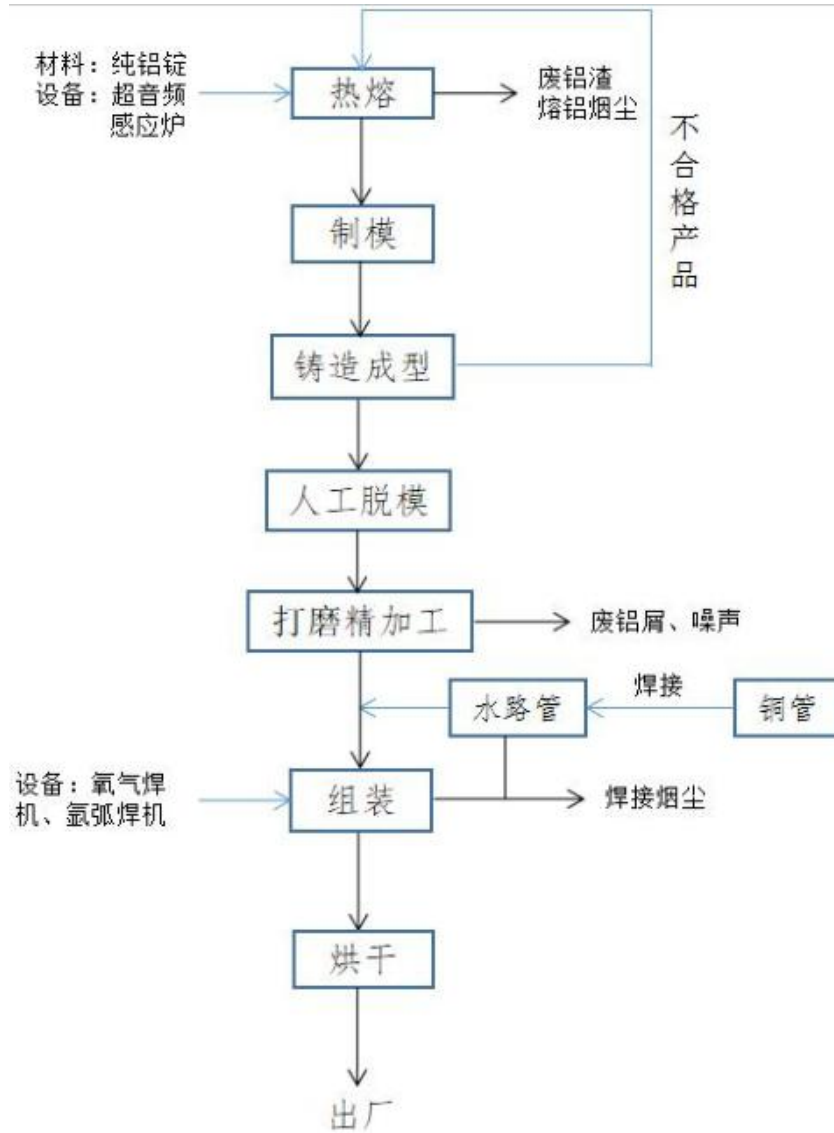 材料：纯铝锭
设备：超音频
感应炉
热熔
废铝渣
熔铝烟尘
不合格产品
制模
铸造成型
人工脱模
打磨精加工
废铝屑、噪声
水路管
焊接
铜管
设备：氧气焊
机、氩弧焊机
组装
焊接烟尘
烘干
出厂